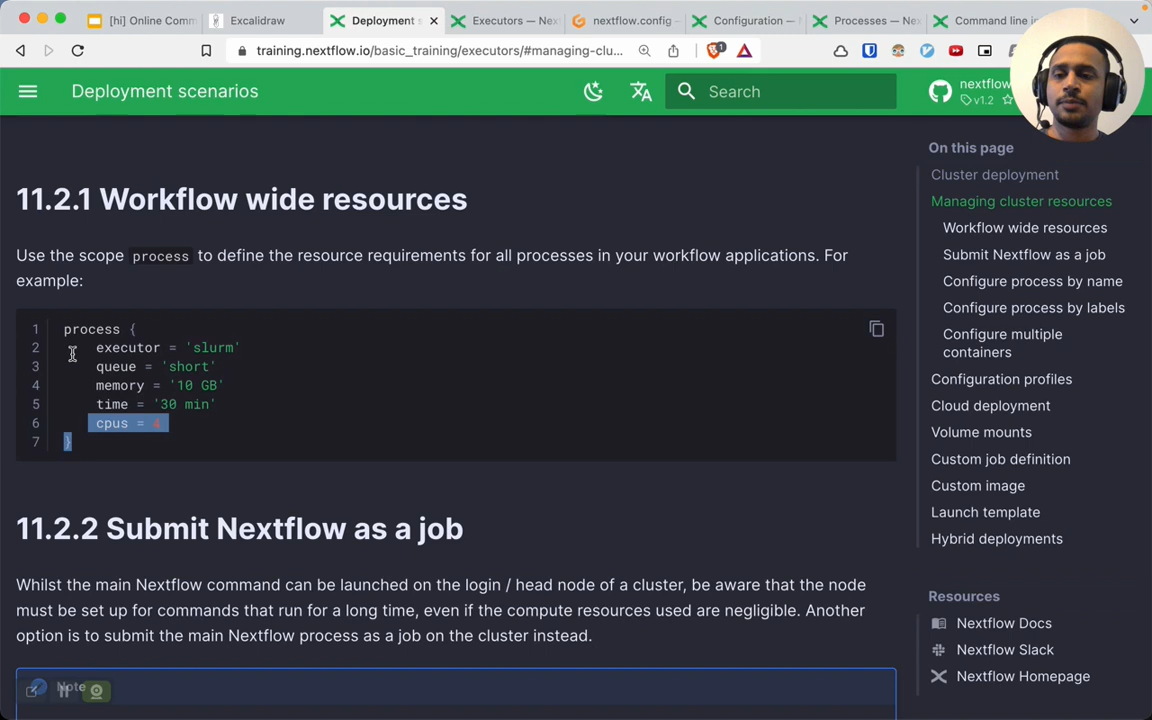 [hi] Online Comm
Excalidraw
Deployment s
Executors — Nex
nextflow.config -
Configuration —
Processes — Nex
Command line in
training.nextflow.io/basic_training/executors/#managing-clu...
1
Deployment scenarios
Search
nextflow
v1.2
On this page
Cluster deployment
Managing cluster resources
Workflow wide resources
Submit Nextflow as a job
Configure process by name
Configure process by labels
Configure multiple
containers
Configuration profiles
Cloud deployment
Volume mounts
Custom job definition
Custom image
Launch template
Hybrid deployments
Resources
Nextflow Docs
Nextflow Slack
Nextflow Homepage
11.2.1 Workflow wide resources
Use the scope process to define the resource requirements for all processes in your workflow applications. For
example:
1 process {
2 executor = 'slurm'
3 queue = 'short'
4 memory = '10 GB'
5 time = '30 min'
6 cpus = 4
7 }
11.2.2 Submit Nextflow as a job
Whilst the main Nextflow command can be launched on the login / head node of a cluster, be aware that the node
must be set up for commands that run for a long time, even if the compute resources used are negligible. Another
option is to submit the main Nextflow process as a job on the cluster instead.
Note